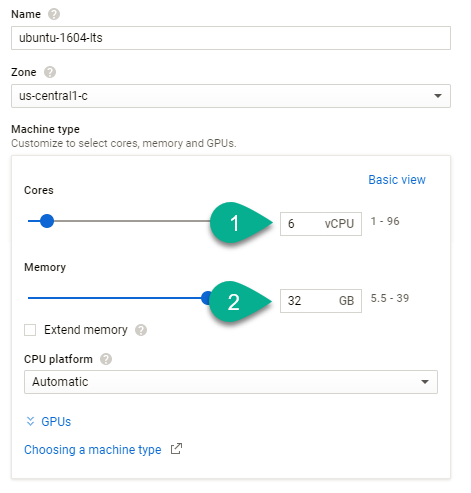 Name ?
ubuntu-1604-lts
Zone ?
us-central1-c
Machine type
Customize to select cores, memory and GPUs.
Basic view
Cores
1 6 vCPU 1 - 96
Memory
2 32 GB 5.5 - 39
Extend memory ?
CPU platform ?
Automatic
GPUs
Choosing a machine type